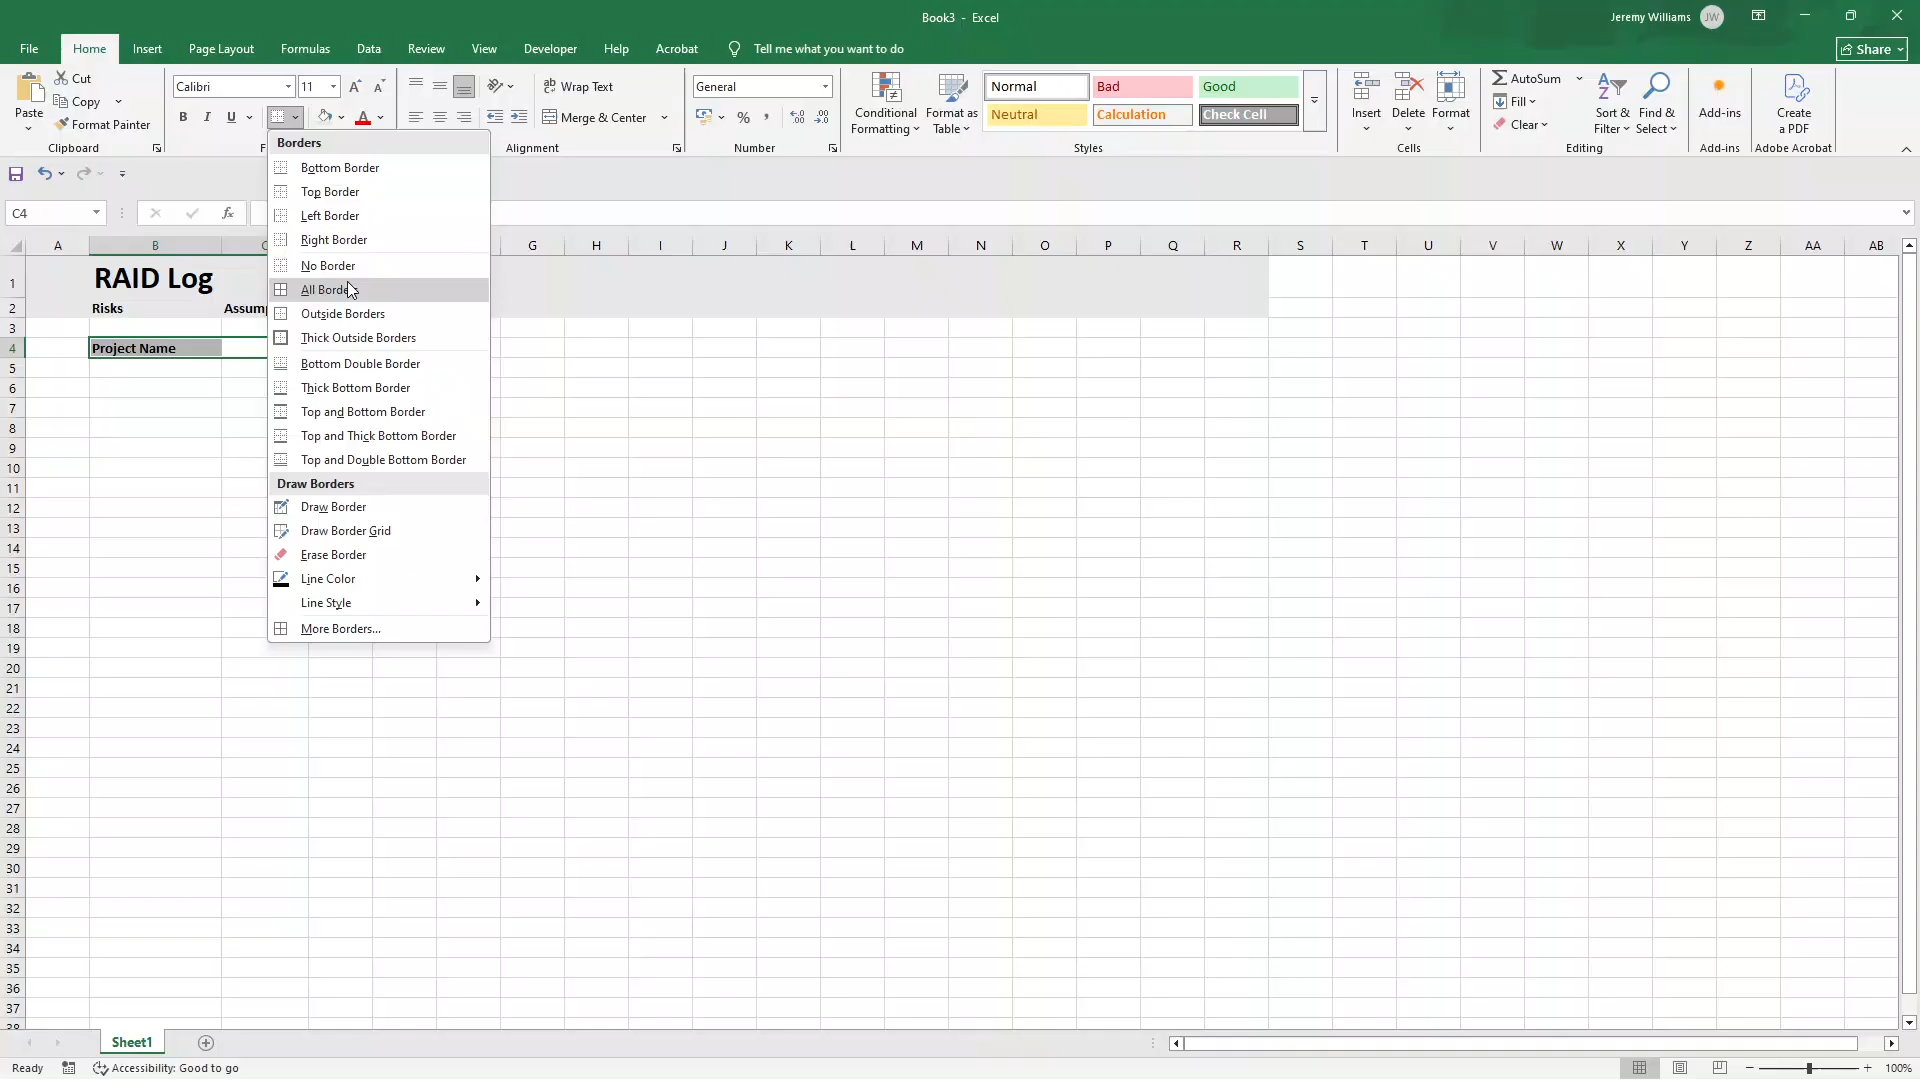 Book3 - Excel
Jeremy Williams JW
File Home Insert Page Layout Formulas Data Review View Developer Help Acrobat Tell me what you want to do Share
Paste
Cut
Copy
Format Painter
Clipboard
Calibri 11
B I U
Wrap Text
Merge & Center
Alignment
General
Number
Conditional Formatting
Format as Table
Normal Bad Good
Neutral Calculation Check Cell
Styles
Insert Delete Format
Cells
AutoSum
Fill
Clear
Sort & Filter
Find & Select
Editing
Add-ins
Add-ins
Create a PDF
Adobe Acrobat
C4
fx
Borders
Bottom Border
Top Border
Left Border
Right Border
No Border
All Borde
Outside Borders
Thick Outside Borders
Bottom Double Border
Thick Bottom Border
Top and Bottom Border
Top and Thick Bottom Border
Top and Double Bottom Border
Draw Borders
Draw Border
Draw Border Grid
Erase Border
Line Color
Line Style
More Borders...
A B C G H I J K L M N O P Q R S T U V W X Y Z AA AB
1 RAID Log
2 Risks Assump
3
4 Project Name
5
6
7
8
9
10
11
12
13
14
15
16
17
18
19
20
21
22
23
24
25
26
27
28
29
30
31
32
33
34
35
36
37
38
Sheet1
Ready Accessibility: Good to go 100%